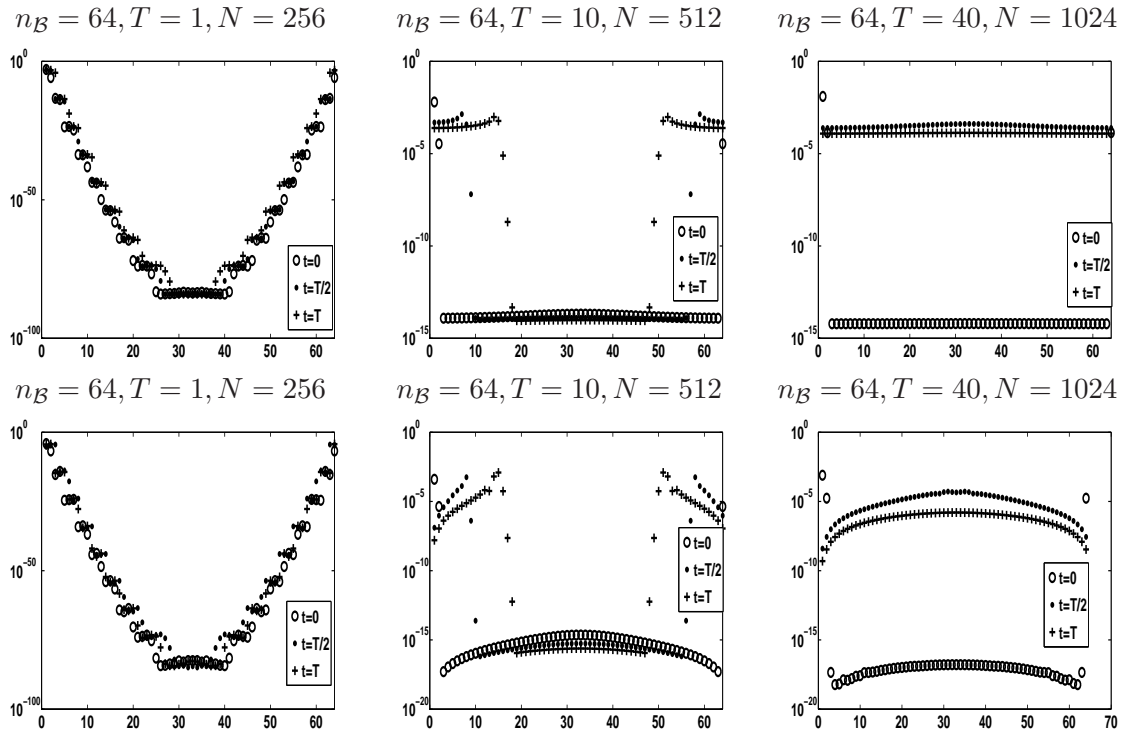 n_ℬ = 64, T = 1, N = 256
n_ℬ = 64, T = 10, N = 512
n_ℬ = 64, T = 40, N = 1024
10^0
10^−50
10^−100
0 10 20 30 40 50 60
t=0
t=T/2
t=T
10^0
10^−5
10^−10
10^−15
0 10 20 30 40 50 60
t=0
t=T/2
t=T
10^0
10^−5
10^−10
10^−15
0 10 20 30 40 50 60
t=0
t=T/2
t=T
n_ℬ = 64, T = 1, N = 256
n_ℬ = 64, T = 10, N = 512
n_ℬ = 64, T = 40, N = 1024
10^0
10^−50
10^−100
0 10 20 30 40 50 60
t=0
t=T/2
t=T
10^0
10^−5
10^−10
10^−15
10^−20
0 10 20 30 40 50 60
t=0
t=T/2
t=T
10^0
10^−5
10^−10
10^−15
10^−20
0 10 20 30 40 50 60 70
t=0
t=T/2
t=T